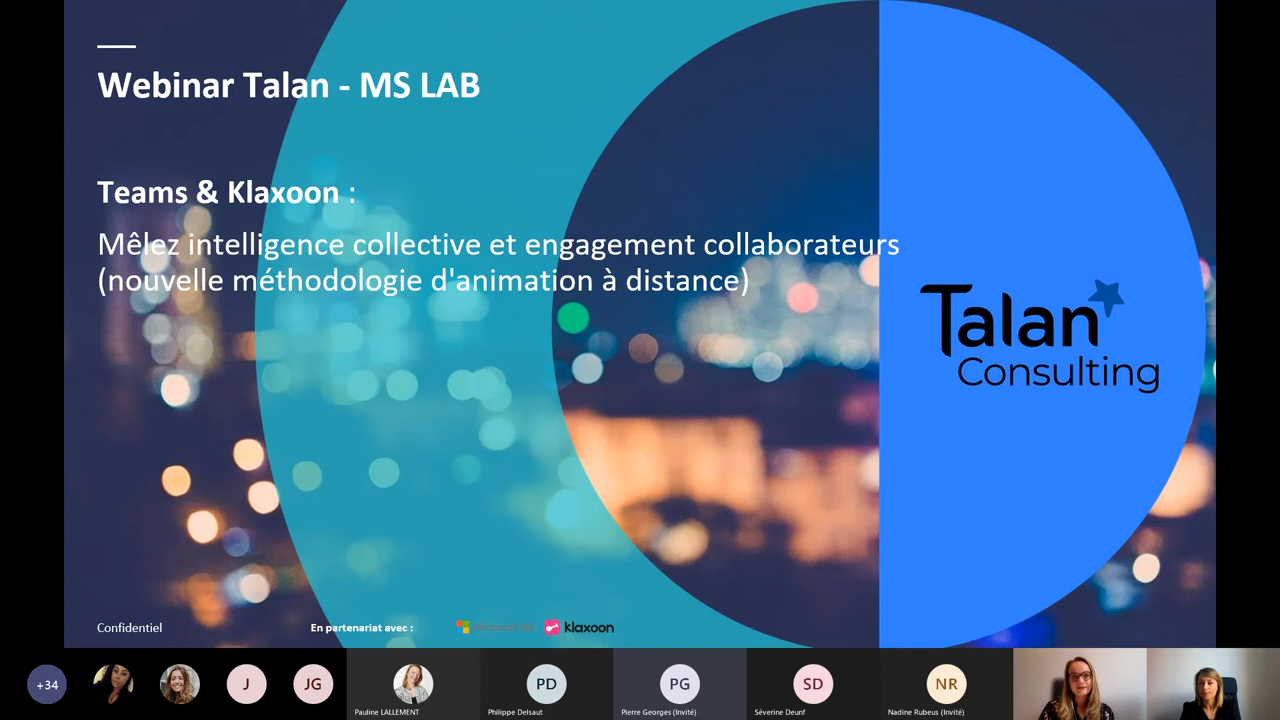 Webinar Talan - MS LAB
Teams & Klaxoon :
Mêlez intelligence collective et engagement collaborateurs
(nouvelle méthodologie d'animation à distance)
Talan
Consulting
Confidentiel
En partenariat avec :
klaxoon
+34
J
JG
PD
PG
SD
NR
Pauline LALLEMENT
Philippe Delsaut
Pierre Georges (Invité)
Séverine Deunf
Nadine Rubeus (Invité)